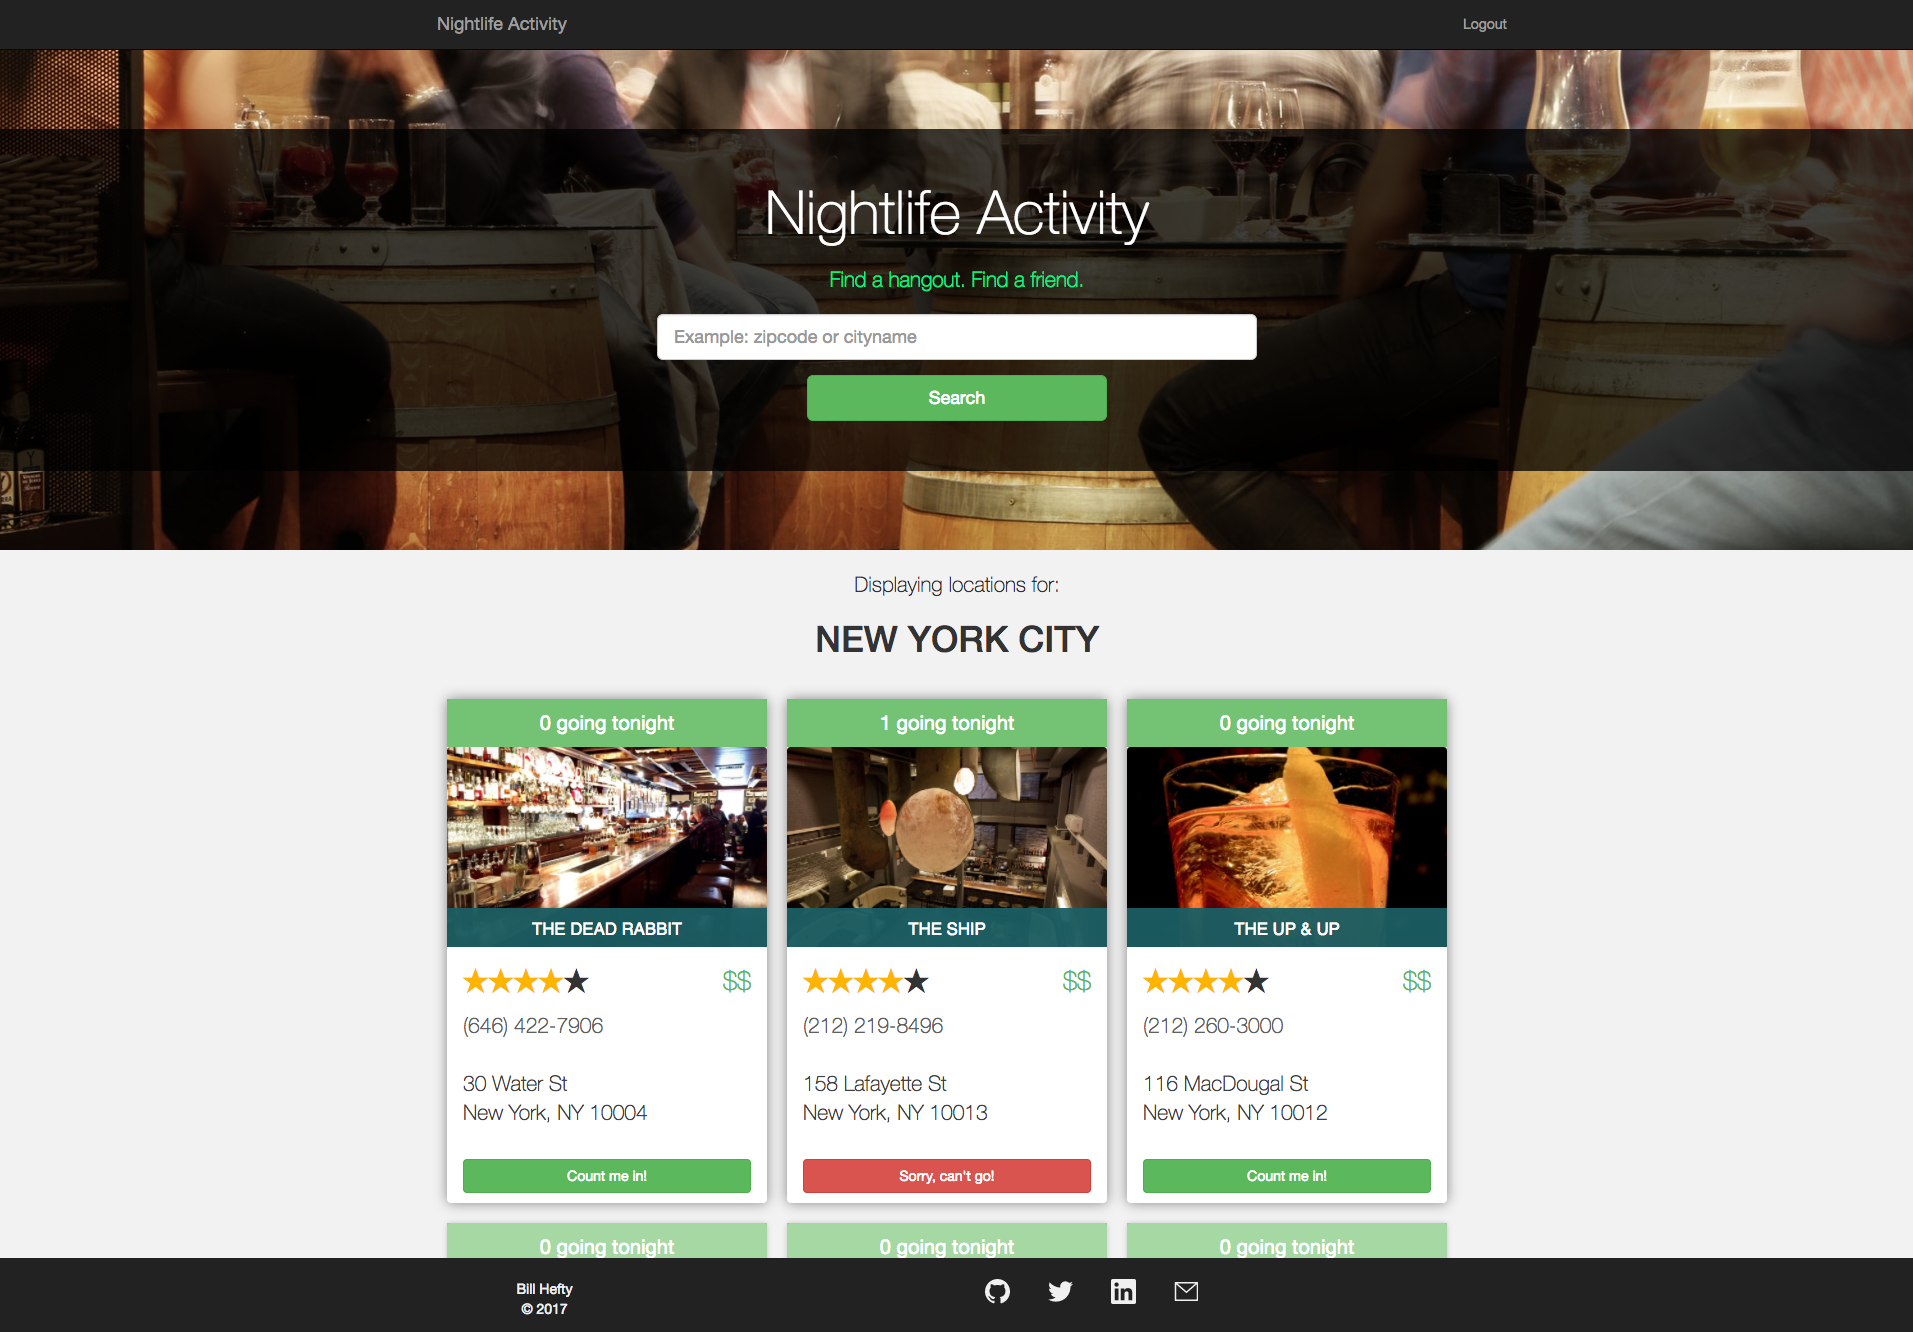 Nightlife Activity
Logout
Nightlife Activity
Find a hangout. Find a friend.
Example: zipcode or cityname
Search
Displaying locations for:
NEW YORK CITY
0 going tonight
THE DEAD RABBIT
★★★★★ $$
(646) 422-7906
30 Water St
New York, NY 10004
Count me in!
1 going tonight
THE SHIP
★★★★★ $$
(212) 219-8496
158 Lafayette St
New York, NY 10013
Sorry, can't go!
0 going tonight
THE UP & UP
★★★★★ $$
(212) 260-3000
116 MacDougal St
New York, NY 10012
Count me in!
0 going tonight
0 going tonight
0 going tonight
Bill Hefty
© 2017
in